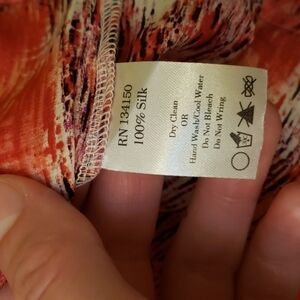 RN 134150
100% Silk
Dry Clean
OR
Hand Wash/Cool Water
Do Not Bleach
Do Not Wring